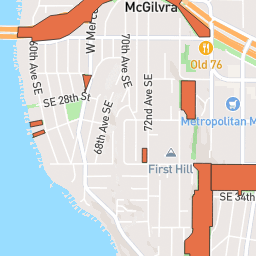 McGilvra
W Merc
70th Ave SE
60th Ave SE
Old 76
SE 28th St
68th Ave SE
72nd Ave SE
Metropolitan M
First Hill
SE 34th